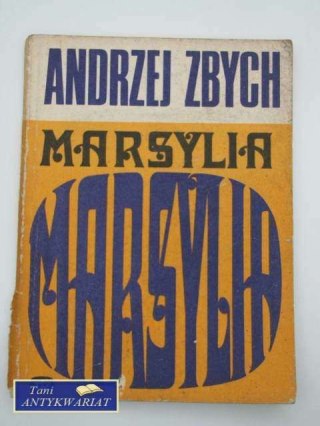 ANDRZEJ ZBYCH
MARSYLIA
MARSYLIA
Tani
ANTYKWARIAT